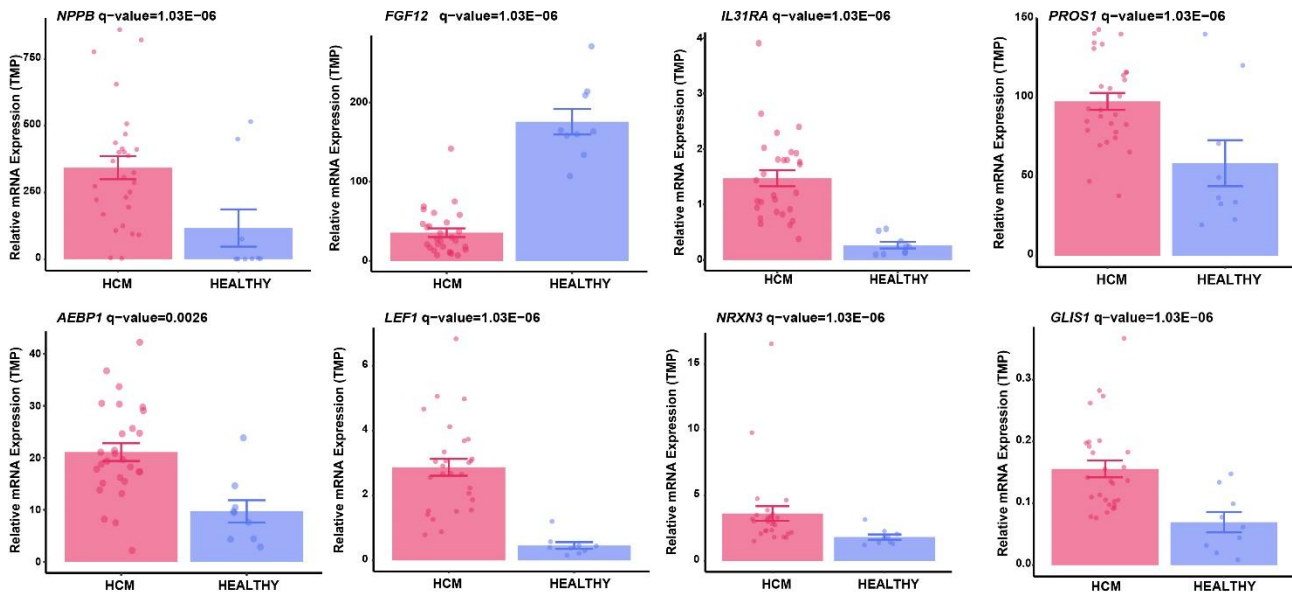 NPPB q-value=1.03E-06
Relative mRNA Expression (TMP)
750
500
250
0
HCM
HEALTHY
FGF12 q-value=1.03E-06
Relative mRNA Expression (TMP)
200
100
0
HCM
HEALTHY
IL31RA q-value=1.03E-06
Relative mRNA Expression (TMP)
4
3
2
1
0
HCM
HEALTHY
PROS1 q-value=1.03E-06
Relative mRNA Expression (TMP)
150
100
50
0
HCM
HEALTHY
AEBP1 q-value=0.0026
Relative mRNA Expression (TMP)
40
30
20
10
0
HCM
HEALTHY
LEF1 q-value=1.03E-06
Relative mRNA Expression (TMP)
6
4
2
0
HCM
HEALTHY
NRXN3 q-value=1.03E-06
Relative mRNA Expression (TMP)
15
10
5
0
HCM
HEALTHY
GLIS1 q-value=1.03E-06
Relative mRNA Expression (TMP)
0.3
0.2
0.1
0.0
HCM
HEALTHY